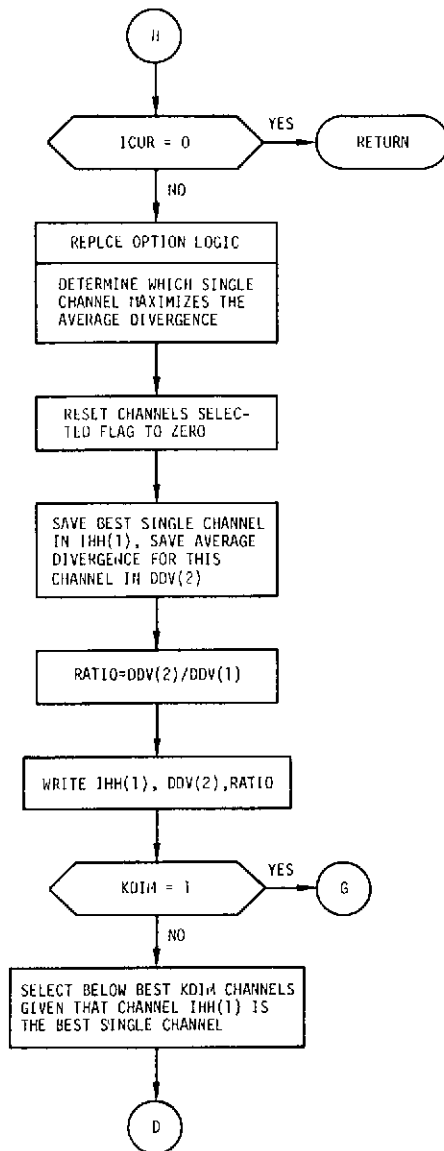 H
ICUR = 0
YES
RETURN
NO
REPLCE OPTION LOGIC
DETERMINE WHICH SINGLE
CHANNEL MAXIMIZES THE
AVERAGE DIVERGENCE
RESET CHANNELS SELEC-
TED FLAG TO ZERO
SAVE BEST SINGLE CHANNEL
IN IHH(1), SAVE AVERAGE
DIVERGENCE FOR THIS
CHANNEL IN DDV(2)
RATIO=DDV(2)/DDV(1)
WRITE IHH(1), DDV(2),RATIO
KDIM = 1
YES
G
NO
SELECT BELOW BEST KDIM CHANNELS
GIVEN THAT CHANNEL IHH(1) IS
THE BEST SINGLE CHANNEL
D